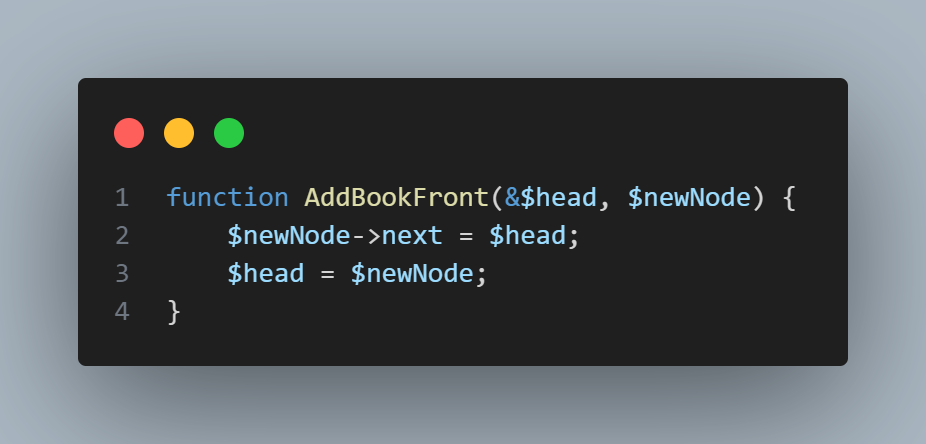 1 function AddBookFront(&$head, $newNode) {
2     $newNode->next = $head;
3     $head = $newNode;
4 }